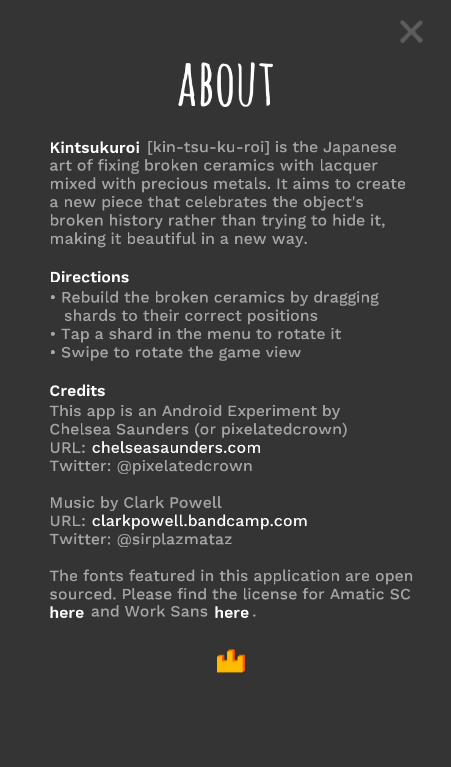 ABOUT
Kintsukuroi [kin-tsu-ku-roi] is the Japanese
art of fixing broken ceramics with lacquer
mixed with precious metals. It aims to create
a new piece that celebrates the object's
broken history rather than trying to hide it,
making it beautiful in a new way.
Directions
• Rebuild the broken ceramics by dragging
shards to their correct positions
• Tap a shard in the menu to rotate it
• Swipe to rotate the game view
Credits
This app is an Android Experiment by
Chelsea Saunders (or pixelatedcrown)
URL: chelseasaunders.com
Twitter: @pixelatedcrown
Music by Clark Powell
URL: clarkpowell.bandcamp.com
Twitter: @sirplazmataz
The fonts featured in this application are open
sourced. Please find the license for Amatic SC
here and Work Sans here.